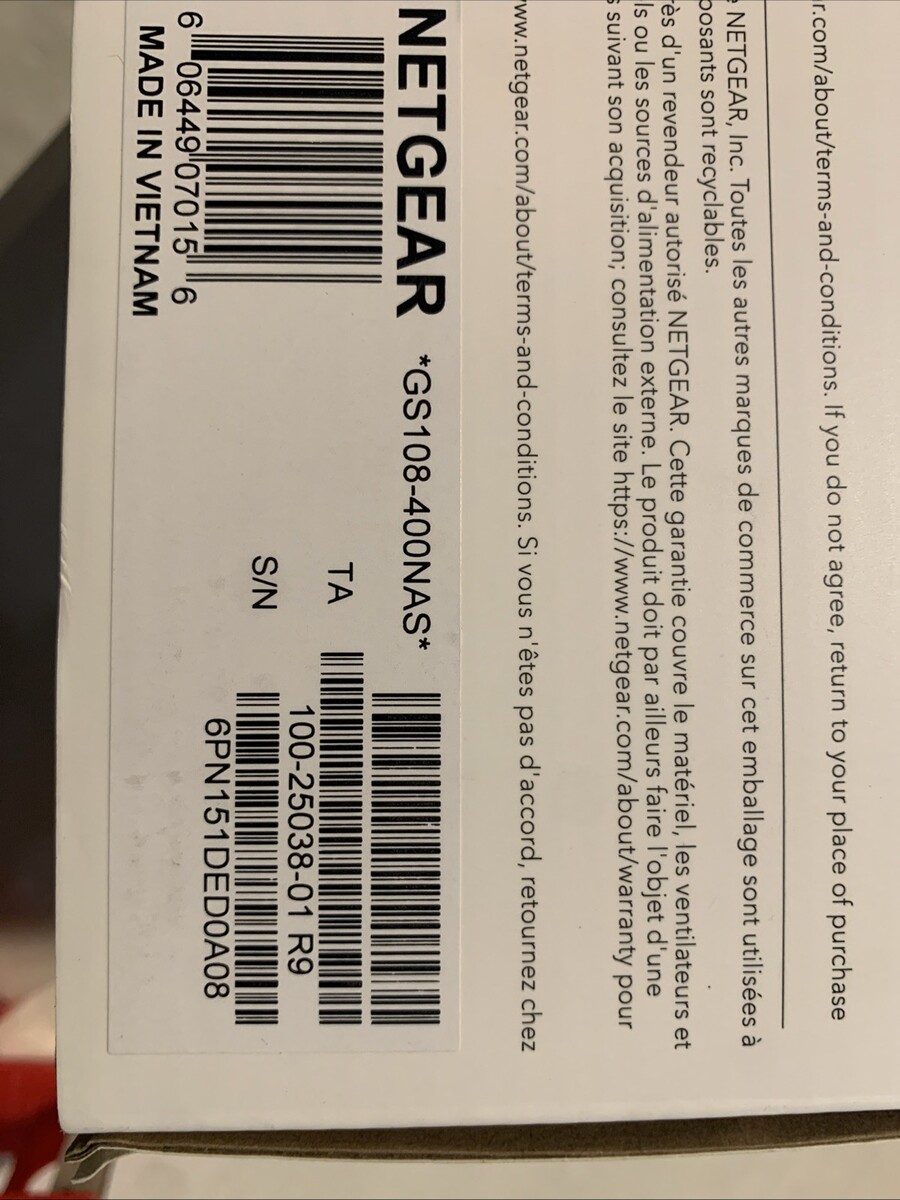 r.com/about/terms-and-conditions. If you do not agree, return to your place of purchase
NETGEAR, Inc. Toutes les autres marques de commerce sur cet emballage sont utilisées à
posants sont recyclables.
rès d'un revendeur autorisé NETGEAR. Cette garantie couvre le matériel, les ventilateurs et
ls ou les sources d'alimentation externe. Le produit doit par ailleurs faire l'objet d'une
s suivant son acquisition; consultez le site https://www.netgear.com/about/warranty pour
www.netgear.com/about/terms-and-conditions. Si vous n'êtes pas d'accord, retournez chez
NETGEAR *GS108-400NAS*
TA
100-25038-01 R9
S/N
6PN151DED0A08
6 06449 07015 6
MADE IN VIETNAM